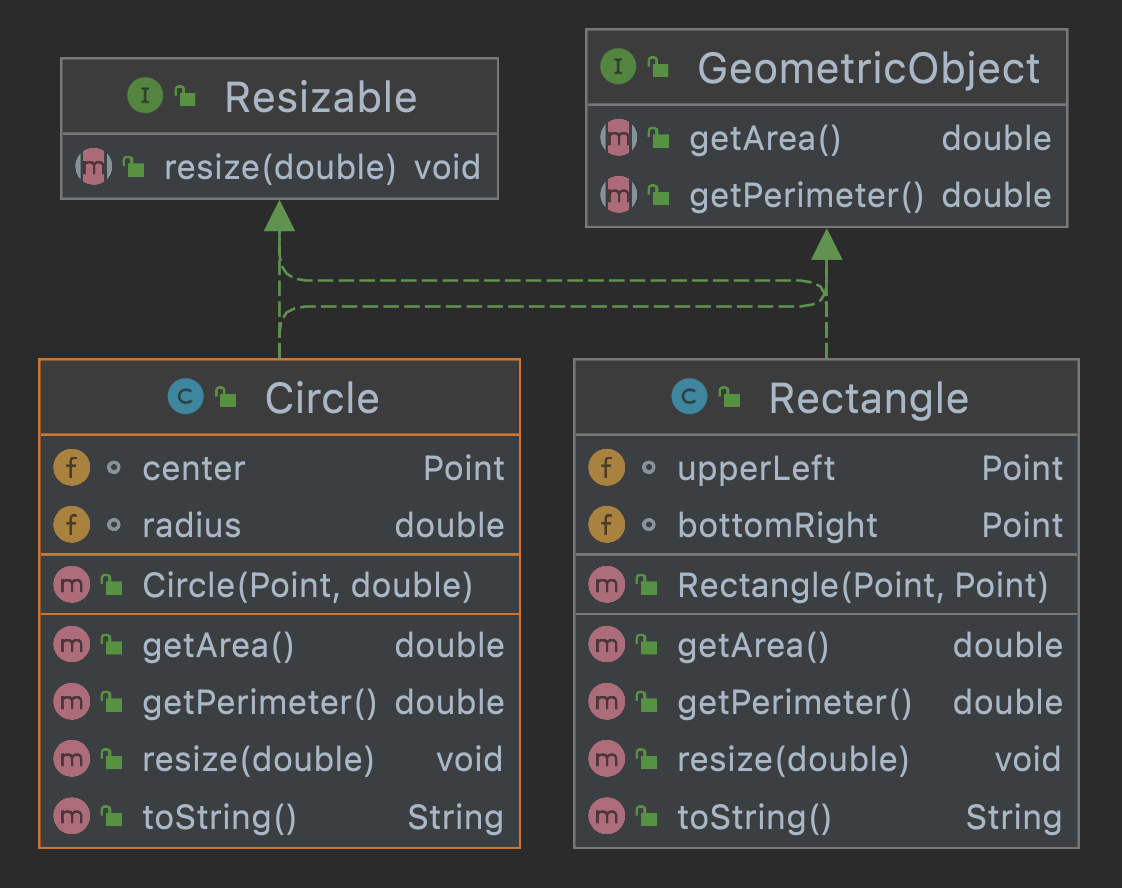 I Resizable
m resize(double) void
I GeometricObject
m getArea() double
m getPerimeter() double
C Circle
f center Point
f radius double
m Circle(Point, double)
m getArea() double
m getPerimeter() double
m resize(double) void
m toString() String
C Rectangle
f upperLeft Point
f bottomRight Point
m Rectangle(Point, Point)
m getArea() double
m getPerimeter() double
m resize(double) void
m toString() String